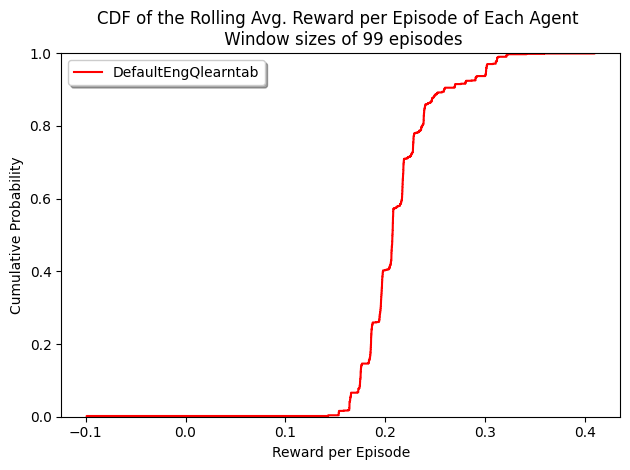 CDF of the Rolling Avg. Reward per Episode of Each Agent
Window sizes of 99 episodes
DefaultEngQlearntab
Cumulative Probability
1.0
0.8
0.6
0.4
0.2
0.0
−0.1 0.0 0.1 0.2 0.3 0.4
Reward per Episode